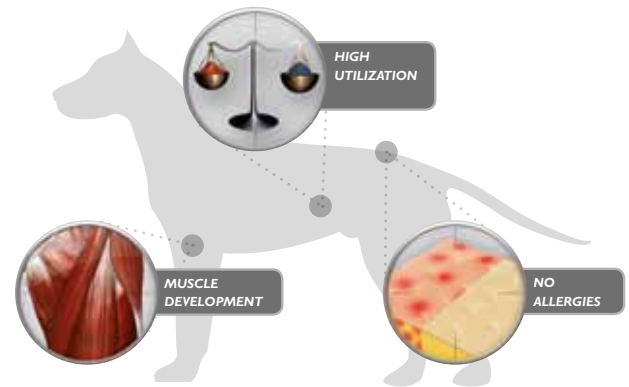 HIGH
UTILIZATION
MUSCLE
DEVELOPMENT
NO
ALLERGIES